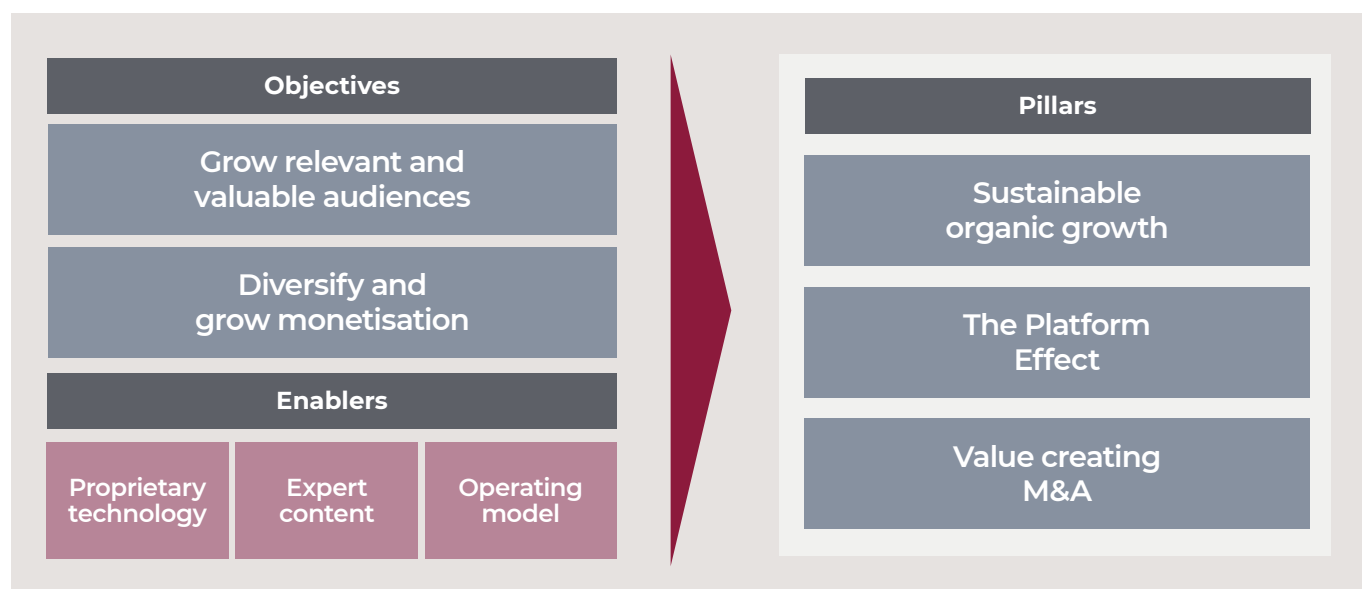 Objectives
Grow relevant and
valuable audiences
Diversify and
grow monetisation
Enablers
Proprietary
technology
Expert
content
Operating
model
Pillars
Sustainable
organic growth
The Platform
Effect
Value creating
M&A